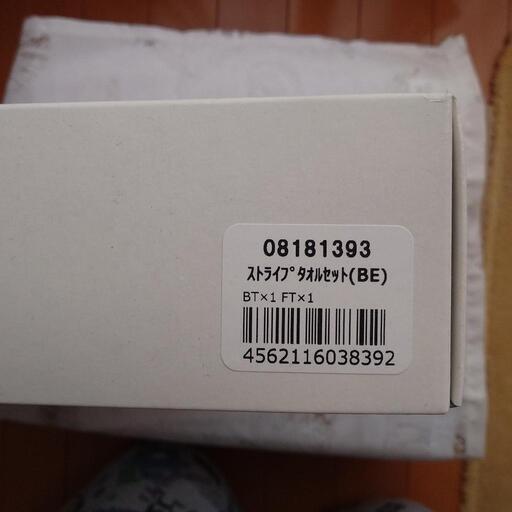 08181393
ｽﾄﾗｲﾌﾟﾀｵﾙｾｯﾄ(BE)
BT×1 FT×1
4562116038392